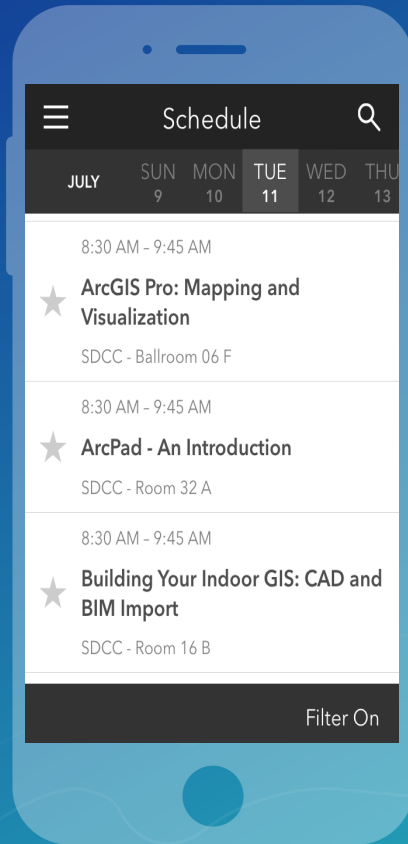 Schedule
JULY
SUN MON TUE WED THU
9 10 11 12 13
8:30 AM – 9:45 AM
ArcGIS Pro: Mapping and
Visualization
SDCC - Ballroom 06 F
8:30 AM – 9:45 AM
ArcPad - An Introduction
SDCC - Room 32 A
8:30 AM – 9:45 AM
Building Your Indoor GIS: CAD and
BIM Import
SDCC - Room 16 B
Filter On